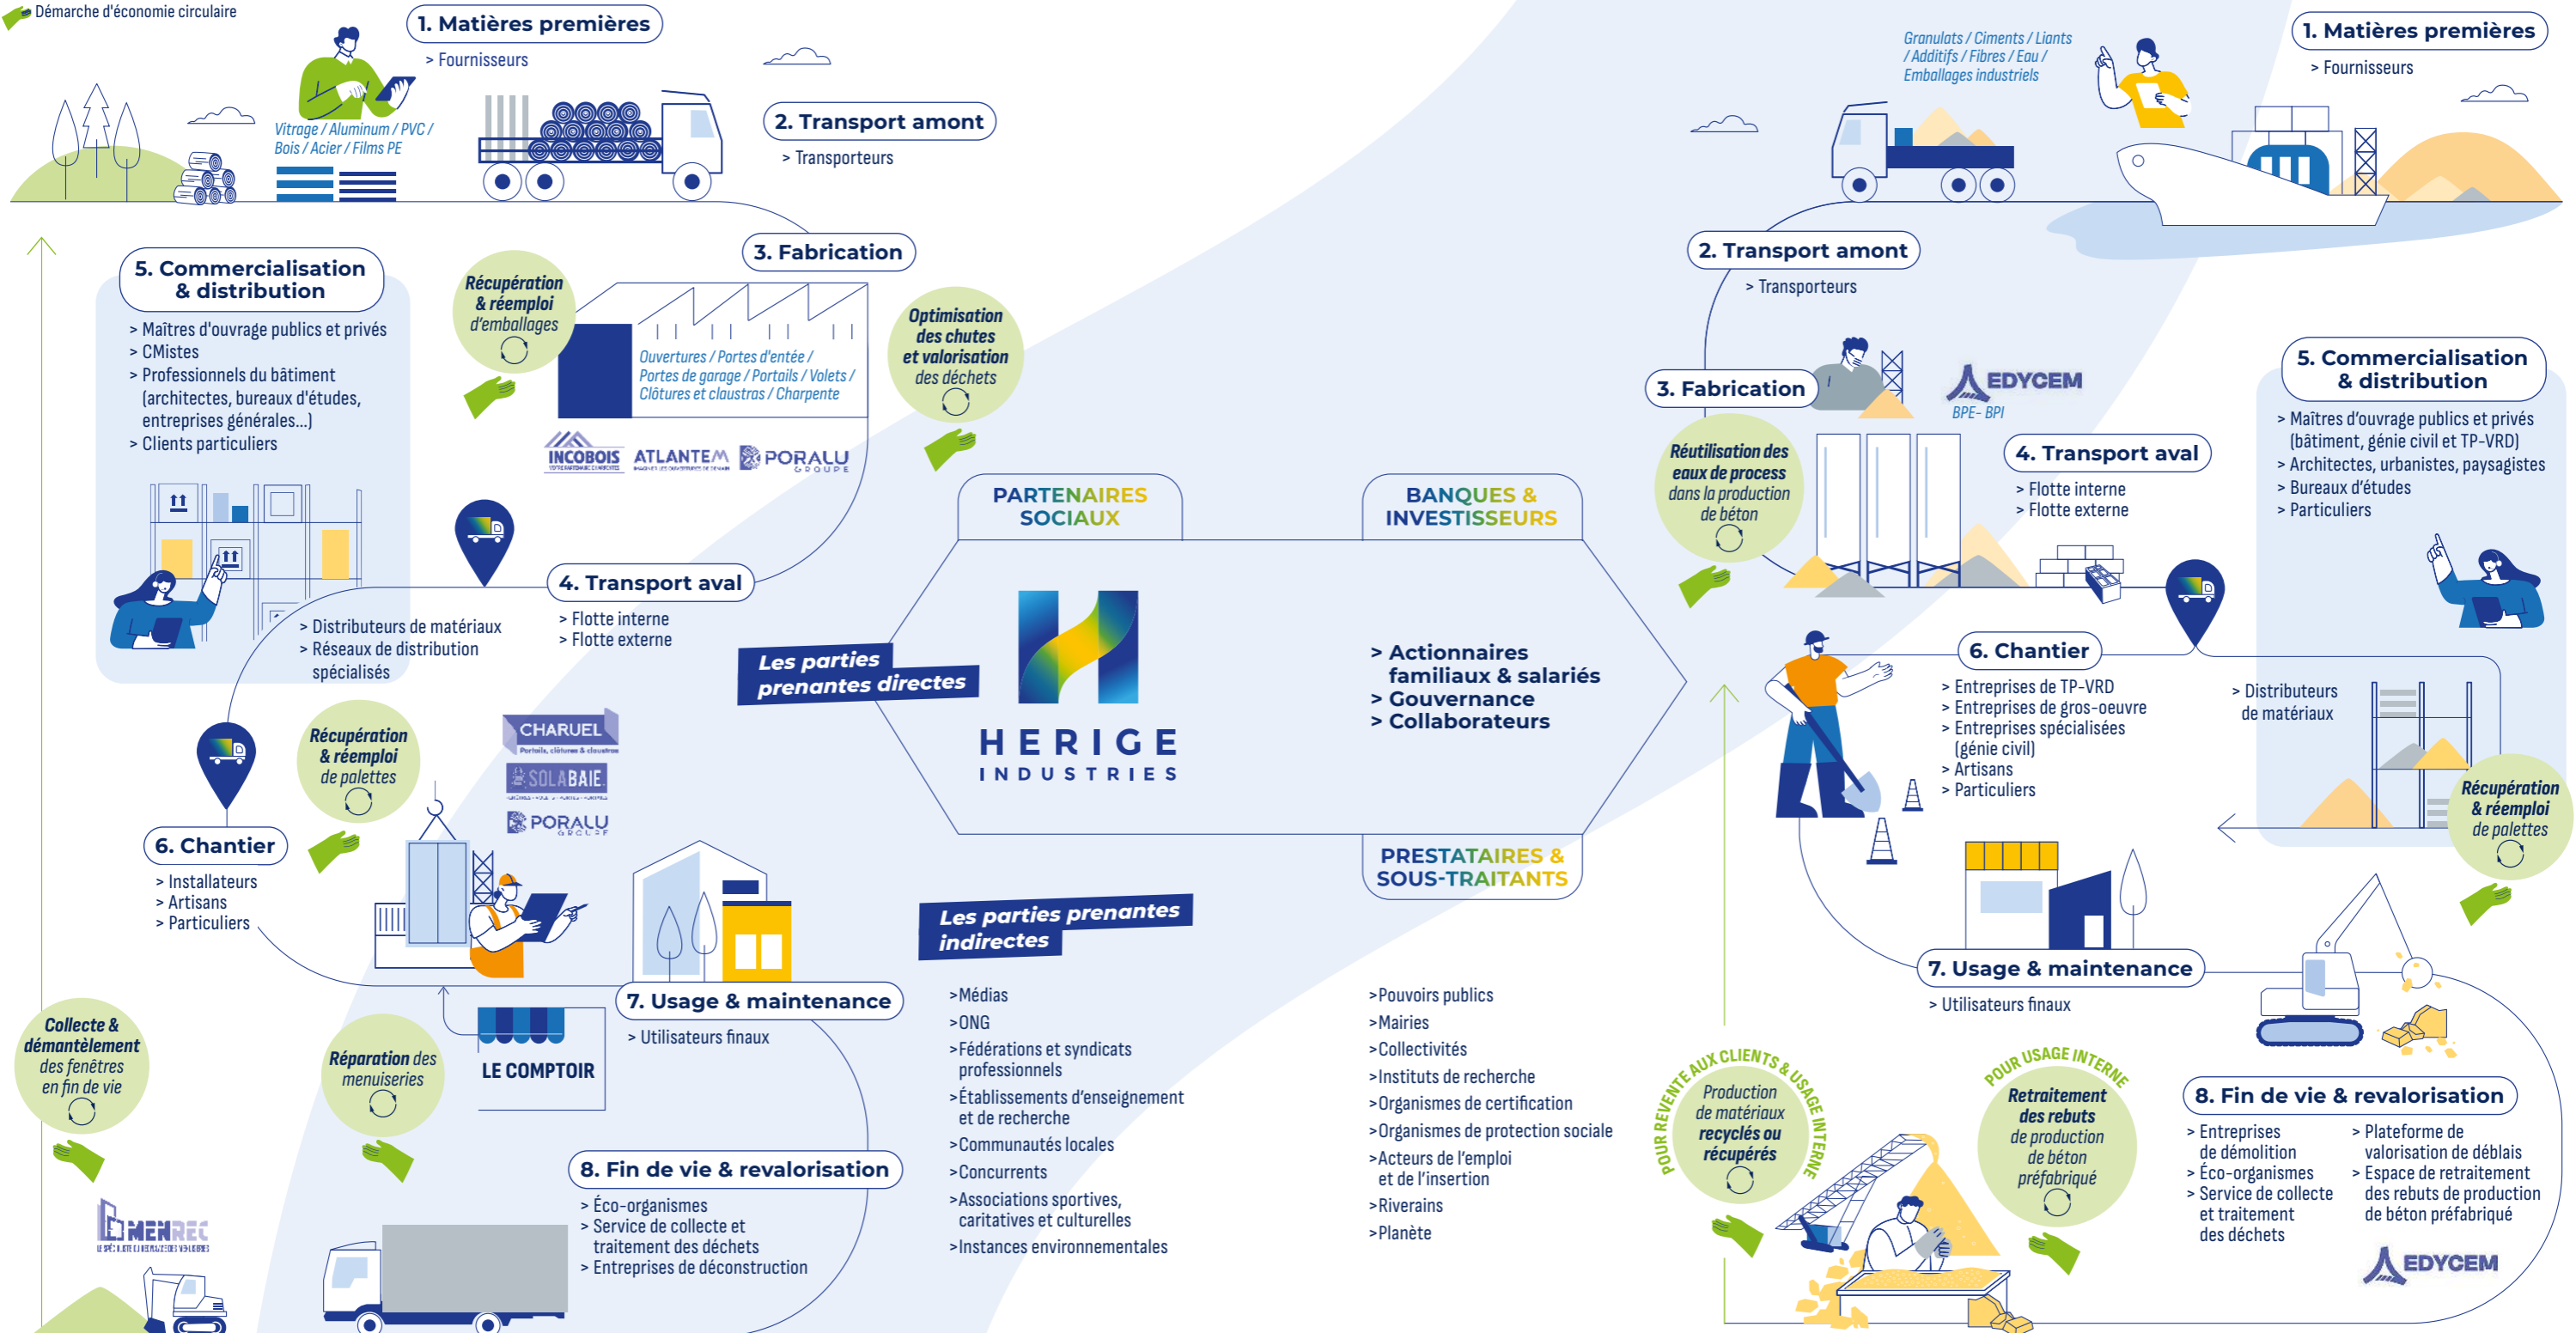 Démarche d'économie circulaire
1. Matières premières
> Fournisseurs
Vitrage / Aluminum / PVC /
Bois / Acier / Films PE
2. Transport amont
> Transporteurs
3. Fabrication
Récupération
& réemploi
d'emballages
Ouvertures / Portes d'entée /
Portes de garage / Portails / Volets /
Clôtures et claustras / Charpente
Optimisation
des chutes
et valorisation
des déchets
INCOBOIS
ATLANTEM
PORALU
GROUPE
5. Commercialisation
& distribution
> Maîtres d'ouvrage publics et privés
> CMistes
> Professionnels du bâtiment
(architectes, bureaux d'études,
entreprises générales...)
> Clients particuliers
> Distributeurs de matériaux
> Réseaux de distribution
spécialisés
4. Transport aval
> Flotte interne
> Flotte externe
Récupération
& réemploi
de palettes
CHARUEL
Portails, clôtures & claustras
SOLABAIE
PORALU
GROUPE
6. Chantier
> Installateurs
> Artisans
> Particuliers
Collecte &
démantèlement
des fenêtres
en fin de vie
Réparation des
menuiseries
LE COMPTOIR
7. Usage & maintenance
> Utilisateurs finaux
8. Fin de vie & revalorisation
> Éco-organismes
> Service de collecte et
traitement des déchets
> Entreprises de déconstruction
MENREC
PARTENAIRES
SOCIAUX
BANQUES &
INVESTISSEURS
Les parties
prenantes directes
HERIGE
INDUSTRIES
> Actionnaires
familiaux & salariés
> Gouvernance
> Collaborateurs
PRESTATAIRES &
SOUS-TRAITANTS
Les parties prenantes
indirectes
>Médias
>ONG
>Fédérations et syndicats
professionnels
>Établissements d'enseignement
et de recherche
>Communautés locales
>Concurrents
>Associations sportives,
caritatives et culturelles
>Instances environnementales
>Pouvoirs publics
>Mairies
>Collectivités
>Instituts de recherche
>Organismes de certification
>Organismes de protection sociale
>Acteurs de l'emploi
et de l'insertion
>Riverains
>Planète
Granulats / Ciments / Liants
/ Additifs / Fibres / Eau /
Emballages industriels
1. Matières premières
> Fournisseurs
2. Transport amont
> Transporteurs
3. Fabrication
EDYCEM
BPE- BPI
Réutilisation des
eaux de process
dans la production
de béton
4. Transport aval
> Flotte interne
> Flotte externe
5. Commercialisation
& distribution
> Maîtres d'ouvrage publics et privés
(bâtiment, génie civil et TP-VRD)
> Architectes, urbanistes, paysagistes
> Bureaux d'études
> Particuliers
> Distributeurs
de matériaux
Récupération
& réemploi
de palettes
6. Chantier
> Entreprises de TP-VRD
> Entreprises de gros-oeuvre
> Entreprises spécialisées
(génie civil)
> Artisans
> Particuliers
7. Usage & maintenance
> Utilisateurs finaux
POUR REVENTE AUX CLIENTS & USAGE INTERNE
Production
de matériaux
recyclés ou
récupérés
POUR USAGE INTERNE
Retraitement
des rebuts
de production
de béton
préfabriqué
8. Fin de vie & revalorisation
> Entreprises
de démolition
> Éco-organismes
> Service de collecte
et traitement
des déchets
> Plateforme de
valorisation de déblais
> Espace de retraitement
des rebuts de production
de béton préfabriqué
EDYCEM